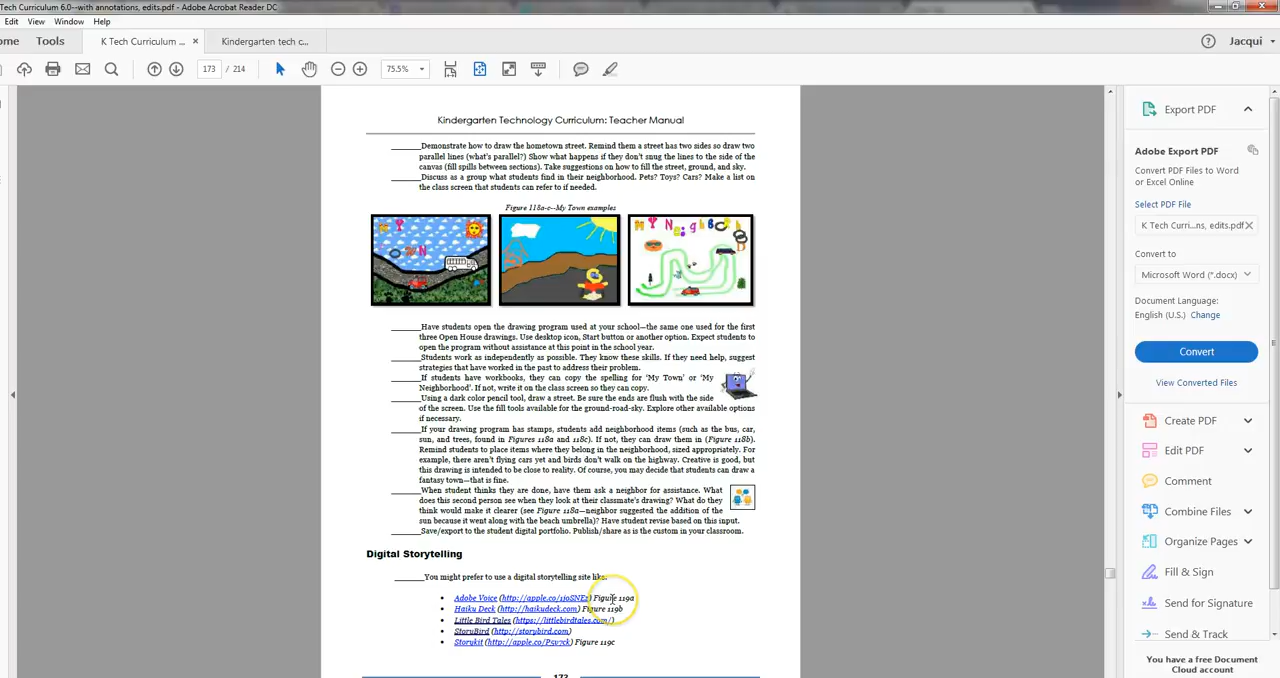 Tech Curriculum 6.0--with annotations, edits.pdf - Adobe Acrobat Reader DC
Edit View Window Help
ome Tools K Tech Curriculum ... × Kindergarten tech c... Jacqui
173 / 214 75.5%
Kindergarten Technology Curriculum: Teacher Manual
______Demonstrate how to draw the hometown street. Remind them a street has two sides so draw two
parallel lines (what's parallel?) Show what happens if they don't snug the lines to the side of the
canvas (fill spills between sections). Take suggestions on how to fill the street, ground, and sky.
______Discuss as a group what students find in their neighborhood. Pets? Toys? Cars? Make a list on
the class screen that students can refer to if needed.
Figure 118a-c--My Town examples
______Have students open the drawing program used at your school—the same one used for the first
three Open House drawings. Use desktop icon, Start button or another option. Expect students to
open the program without assistance at this point in the school year.
______Students work as independently as possible. They know these skills. If they need help, suggest
strategies that have worked in the past to address their problem.
______If students have workbooks, they can copy the spelling for 'My Town' or 'My
Neighborhood'. If not, write it on the class screen so they can copy.
______Using a dark color pencil tool, draw a street. Be sure the ends are flush with the side
of the screen. Use the fill tools available for the ground-road-sky. Explore other available options
if necessary.
______If your drawing program has stamps, students add neighborhood items (such as the bus, car,
sun, and trees, found in Figures 118a and 118c). If not, they can draw them in (Figure 118b).
Remind students to place items where they belong in the neighborhood, sized appropriately. For
example, there aren't flying cars yet and birds don't walk on the highway. Creative is good, but
this drawing is intended to be close to reality. Of course, you may decide that students can draw a
fantasy town—that is fine.
______When student thinks they are done, have them ask a neighbor for assistance. What
does this second person see when they look at their classmate's drawing? What do they
think would make it clearer (see Figure 118a—neighbor suggested the addition of the
sun because it went along with the beach umbrella)? Have student revise based on this input.
______Save/export to the student digital portfolio. Publish/share as is the custom in your classroom.
Digital Storytelling
______You might prefer to use a digital storytelling site like:
• Adobe Voice (http://apple.co/1joSNE2) Figure 119a
• Haiku Deck (http://haikudeck.com) Figure 119b
• Little Bird Tales (https://littlebirdtales.com/)
• StoryBird (http://storybird.com)
• Storykit (http://apple.co/P5v7ck) Figure 119c
173
Export PDF
Adobe Export PDF
Convert PDF Files to Word
or Excel Online
Select PDF File
K Tech Curri...ns, edits.pdf ×
Convert to
Microsoft Word (*.docx)
Document Language:
English (U.S.) Change
Convert
View Converted Files
Create PDF
Edit PDF
Comment
Combine Files
Organize Pages
Fill & Sign
Send for Signature
Send & Track
You have a free Document
Cloud account